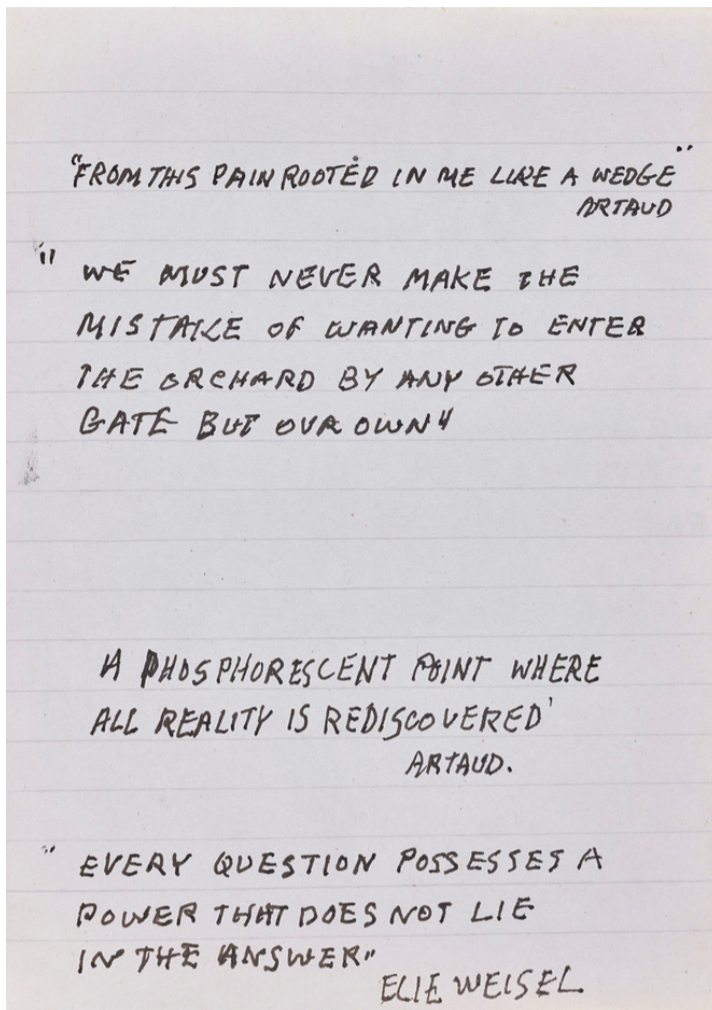 "FROM THIS PAIN ROOTED IN ME LIKE A WEDGE"
ARTAUD
" WE MUST NEVER MAKE THE
MISTAKE OF WANTING TO ENTER
THE ORCHARD BY ANY OTHER
GATE BUT OUR OWN"
A PHOSPHORESCENT POINT WHERE
ALL REALITY IS REDISCOVERED'
ARTAUD.
" EVERY QUESTION POSSESSES A
POWER THAT DOES NOT LIE
IN THE ANSWER"
ELIE WEISEL